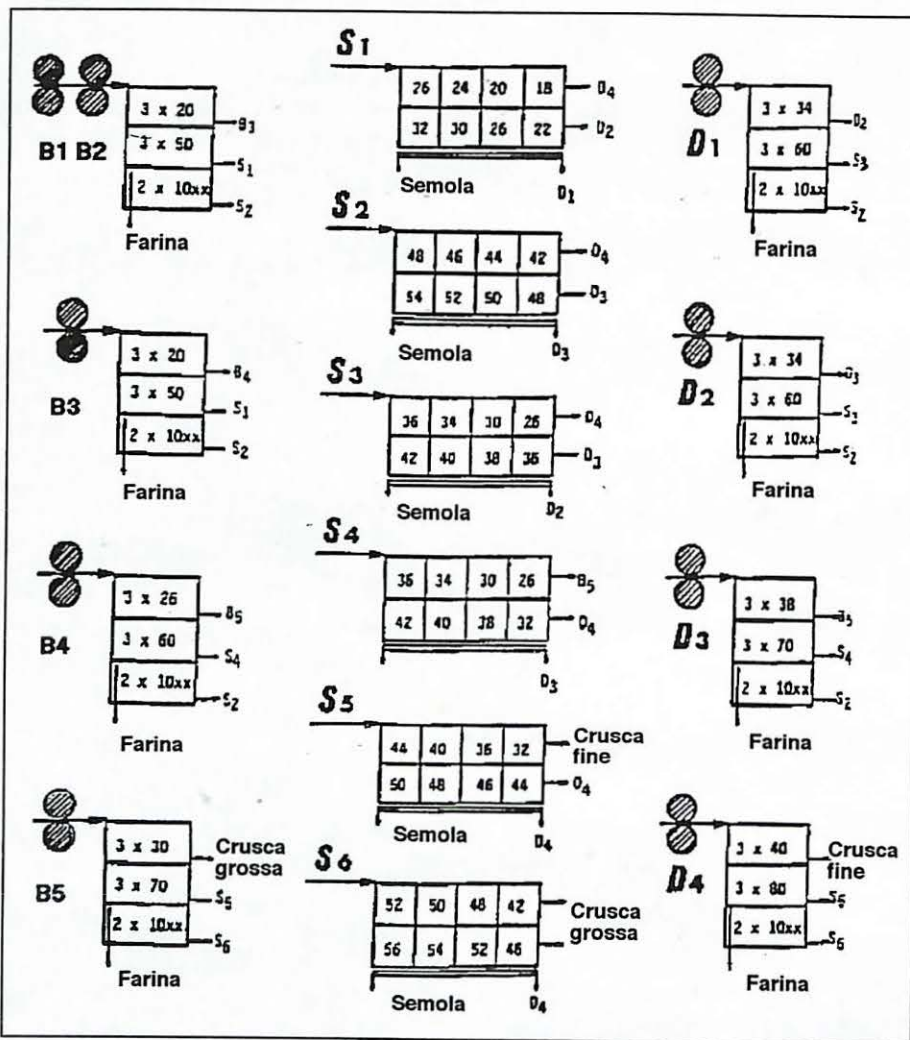 B1 B2
3 x 20
B3
3 x 50
S1
2 x 10xx
S2
Farina
S1
26 24 20 18
D4
32 30 26 22
D2
Semola
D1
D1
3 x 34
D2
3 x 60
S3
2 x 10xx
S2
Farina
S2
48 46 44 42
D4
54 52 50 48
D3
Semola
D3
B3
3 x 20
B4
3 x 50
S1
2 x 10xx
S2
Farina
S3
36 34 30 26
D4
42 40 38 36
D3
Semola
D2
D2
3 x 34
D3
3 x 60
S3
2 x 10xx
S2
Farina
B4
3 x 26
B5
3 x 60
S4
2 x 10xx
S2
Farina
S4
36 34 30 26
B5
42 40 38 32
D4
D3
D3
3 x 38
B5
3 x 70
S4
2 x 10xx
S2
Farina
S5
44 40 36 32
Crusca
fine
50 48 46 44
D4
Semola
D4
B5
3 x 30
Crusca
grossa
3 x 70
S5
2 x 10xx
S6
Farina
S6
52 50 48 42
56 54 52 46
Crusca
grossa
Semola
D4
D4
3 x 40
Crusca
fine
3 x 80
S5
2 x 10xx
S6
Farina